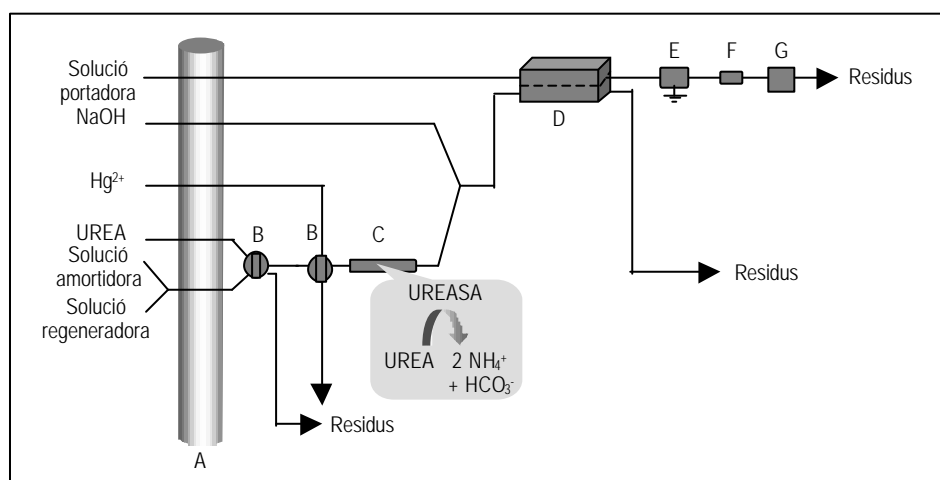 Solució
portadora
NaOH
Hg²⁺
UREA
Solució
amortidora
Solució
regeneradora
A
B
B
C
UREASA
UREA 2 NH₄⁺
+ HCO₃⁻
Residus
D
E
F
G
Residus
Residus